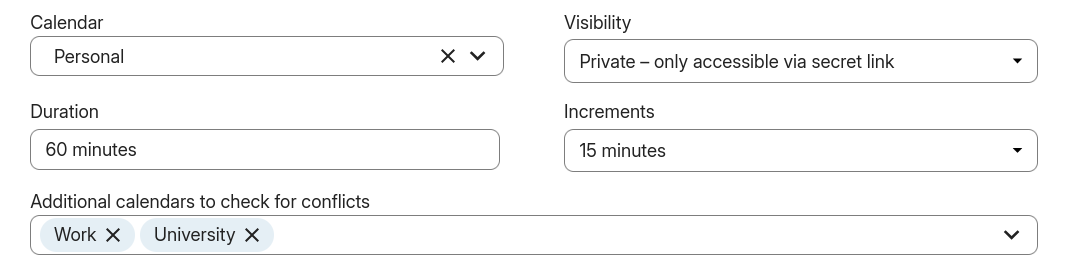 Calendar
Visibility
Personal
Private – only accessible via secret link
Duration
Increments
60 minutes
15 minutes
Additional calendars to check for conflicts
Work University